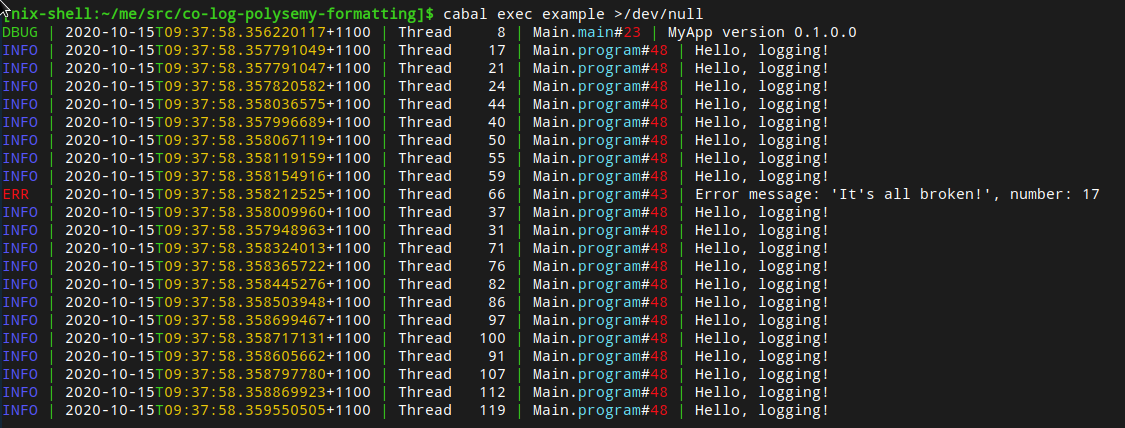 [nix-shell:~/me/src/co-log-polysemy-formatting]$ cabal exec example >/dev/null
DBUG | 2020-10-15T09:37:58.356220117+1100 | Thread     8 | Main.main#23 | MyApp version 0.1.0.0
INFO | 2020-10-15T09:37:58.357791049+1100 | Thread    17 | Main.program#48 | Hello, logging!
INFO | 2020-10-15T09:37:58.357791047+1100 | Thread    21 | Main.program#48 | Hello, logging!
INFO | 2020-10-15T09:37:58.357820582+1100 | Thread    24 | Main.program#48 | Hello, logging!
INFO | 2020-10-15T09:37:58.358036575+1100 | Thread    44 | Main.program#48 | Hello, logging!
INFO | 2020-10-15T09:37:58.357996689+1100 | Thread    40 | Main.program#48 | Hello, logging!
INFO | 2020-10-15T09:37:58.358067119+1100 | Thread    50 | Main.program#48 | Hello, logging!
INFO | 2020-10-15T09:37:58.358119159+1100 | Thread    55 | Main.program#48 | Hello, logging!
INFO | 2020-10-15T09:37:58.358154916+1100 | Thread    59 | Main.program#48 | Hello, logging!
ERR  | 2020-10-15T09:37:58.358212525+1100 | Thread    66 | Main.program#43 | Error message: 'It's all broken!', number: 17
INFO | 2020-10-15T09:37:58.358009960+1100 | Thread    37 | Main.program#48 | Hello, logging!
INFO | 2020-10-15T09:37:58.357948963+1100 | Thread    31 | Main.program#48 | Hello, logging!
INFO | 2020-10-15T09:37:58.358324013+1100 | Thread    71 | Main.program#48 | Hello, logging!
INFO | 2020-10-15T09:37:58.358365722+1100 | Thread    76 | Main.program#48 | Hello, logging!
INFO | 2020-10-15T09:37:58.358445276+1100 | Thread    82 | Main.program#48 | Hello, logging!
INFO | 2020-10-15T09:37:58.358503948+1100 | Thread    86 | Main.program#48 | Hello, logging!
INFO | 2020-10-15T09:37:58.358699467+1100 | Thread    97 | Main.program#48 | Hello, logging!
INFO | 2020-10-15T09:37:58.358717131+1100 | Thread   100 | Main.program#48 | Hello, logging!
INFO | 2020-10-15T09:37:58.358605662+1100 | Thread    91 | Main.program#48 | Hello, logging!
INFO | 2020-10-15T09:37:58.358797780+1100 | Thread   107 | Main.program#48 | Hello, logging!
INFO | 2020-10-15T09:37:58.358869923+1100 | Thread   112 | Main.program#48 | Hello, logging!
INFO | 2020-10-15T09:37:58.359550505+1100 | Thread   119 | Main.program#48 | Hello, logging!